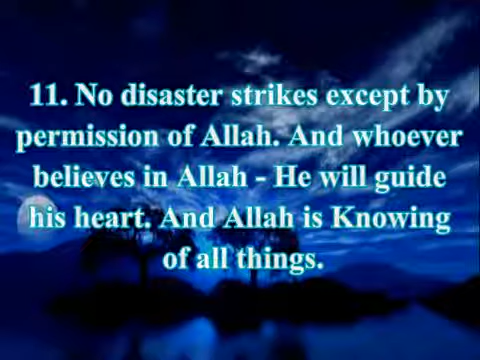 11. No disaster strikes except by
permission of Allah. And whoever
believes in Allah - He will guide
his heart. And Allah is Knowing
of all things.